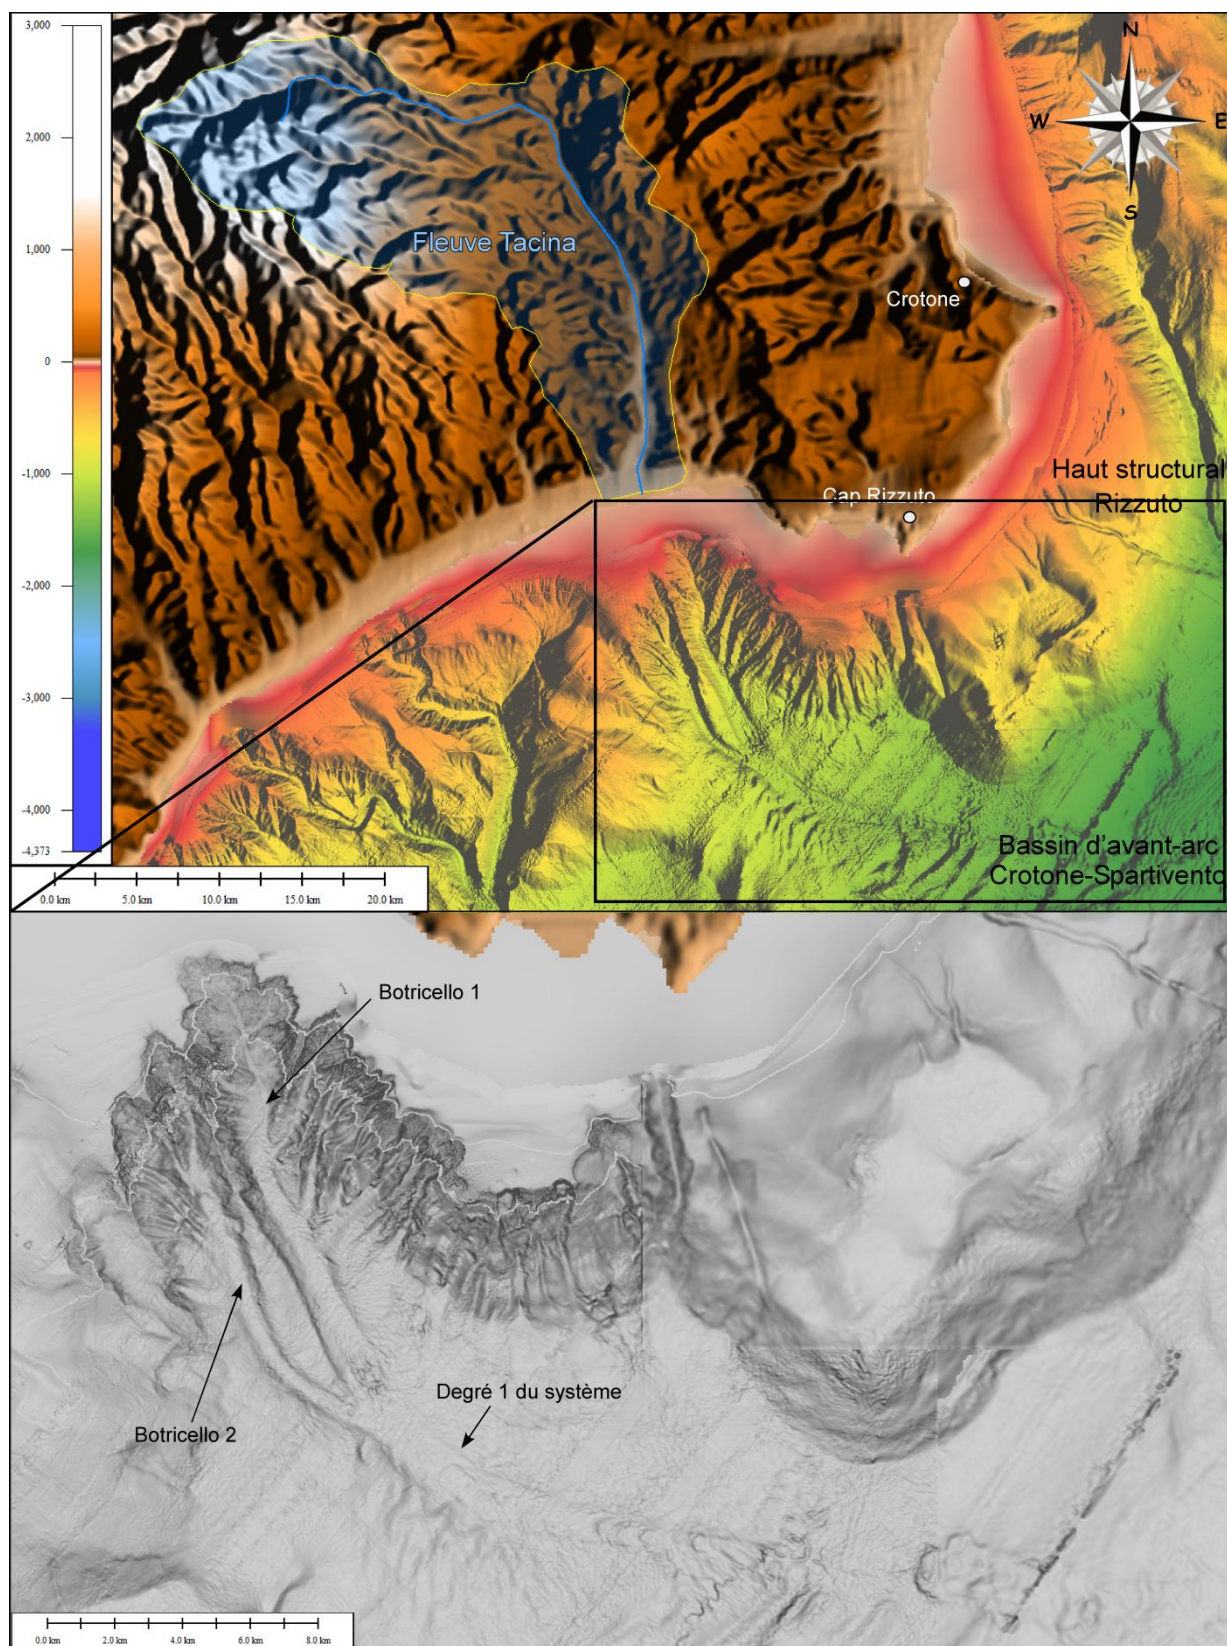 3,000
2,000
1,000
0
-1,000
-2,000
-3,000
-4,000
-4,373
N
W
E
S
Fleuve Tacina
Crotone
Haut structural
Cap Rizzuto
Rizzuto
Bassin d'avant-arc
Crotone-Spartivento
0.0 km 5.0 km 10.0 km 15.0 km 20.0 km
Botricello 1
Degré 1 du système
Botricello 2
0.0 km 2.0 km 4.0 km 6.0 km 8.0 km